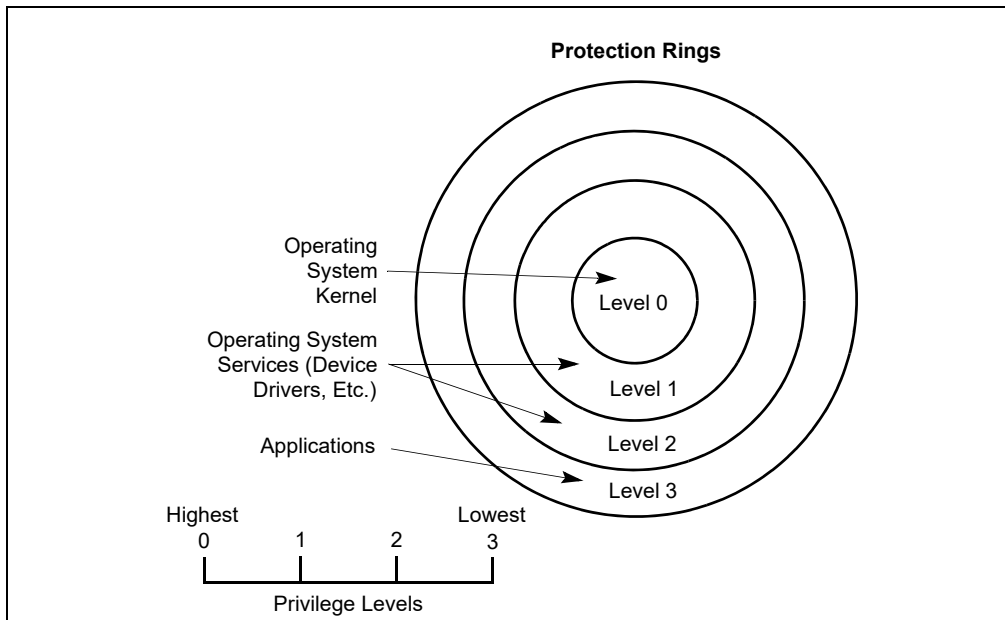 Protection Rings
Operating
System
Kernel
Level 0
Operating System
Services (Device
Drivers, Etc.)
Level 1
Level 2
Applications
Level 3
Highest
Lowest
0
1
2
3
Privilege Levels